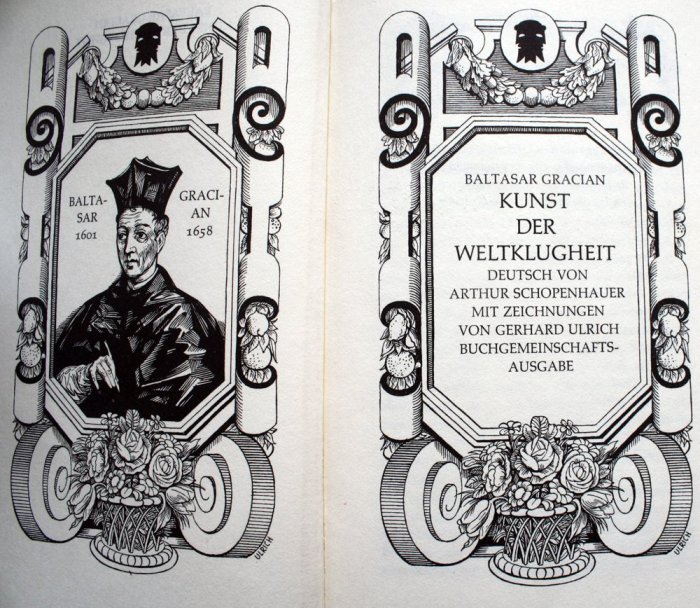 BALTA-
SAR
1601
GRACI-
AN
1658
ULRICH
BALTASAR GRACIAN
KUNST
DER
WELTKLUGHEIT
DEUTSCH VON
ARTHUR SCHOPENHAUER
MIT ZEICHNUNGEN
VON GERHARD ULRICH
BUCHGEMEINSCHAFTS-
AUSGABE
ULRICH